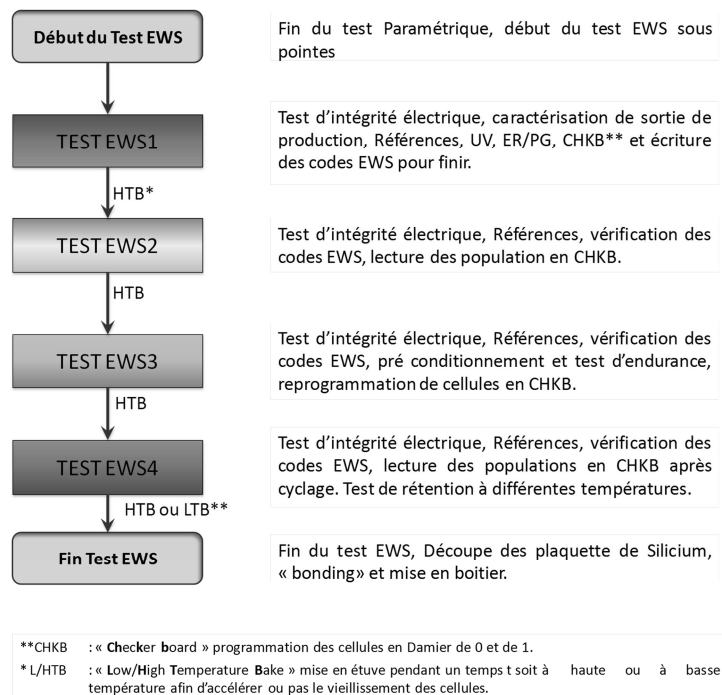 Début du Test EWS
Fin du test Paramétrique, début du test EWS sous
pointes
TEST EWS1
Test d'intégrité électrique, caractérisation de sortie de
production, Références, UV, ER/PG, CHKB** et écriture
des codes EWS pour finir.
HTB*
TEST EWS2
Test d'intégrité électrique, Références, vérification des
codes EWS, lecture des population en CHKB.
HTB
TEST EWS3
Test d'intégrité électrique, Références, vérification des
codes EWS, pré conditionnement et test d'endurance,
reprogrammation de cellules en CHKB.
HTB
TEST EWS4
Test d'intégrité électrique, Références, vérification des
codes EWS, lecture des populations en CHKB après
cyclage. Test de rétention à différentes températures.
HTB ou LTB**
Fin Test EWS
Fin du test EWS, Découpe des plaquette de Silicium,
« bonding» et mise en boitier.
**CHKB : « Checker board » programmation des cellules en Damier de 0 et de 1.
* L/HTB : « Low/High Temperature Bake » mise en étuve pendant un temps t soit à haute ou à basse
température afin d'accélérer ou pas le vieillissement des cellules.